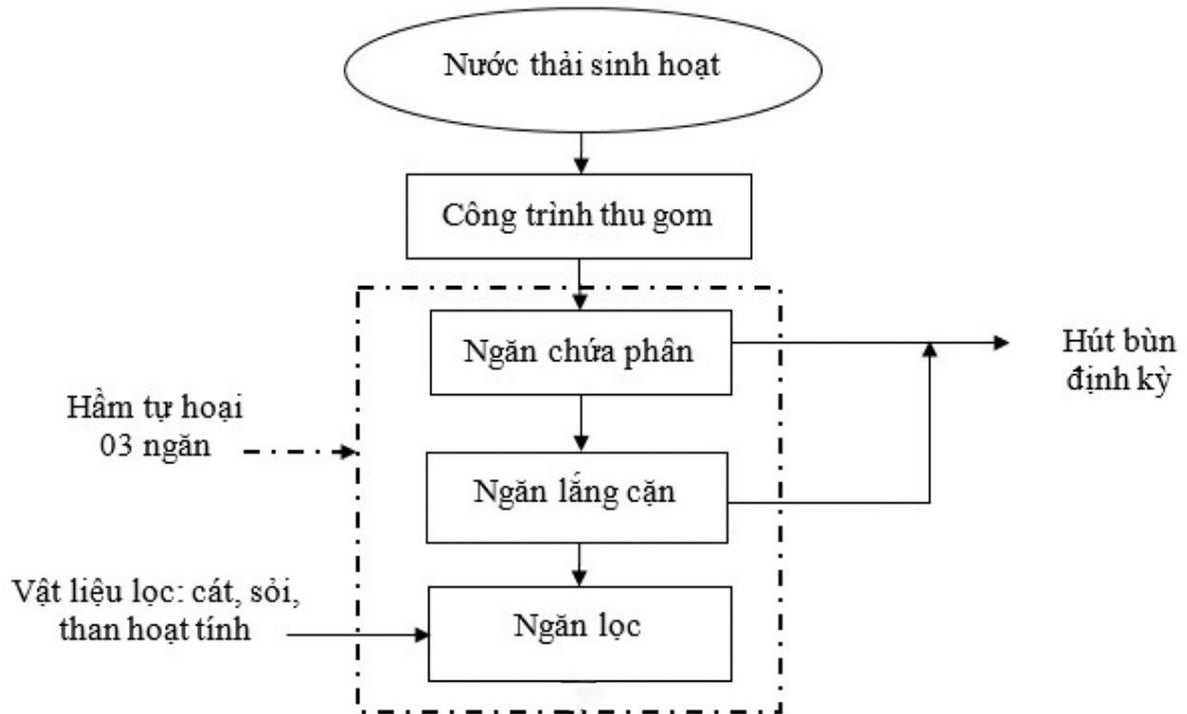 Nước thải sinh hoạt
Công trình thu gom
Ngăn chứa phân
Hút bùn
định kỳ
Hầm tự hoại
03 ngăn
Ngăn lắng cặn
Vật liệu lọc: cát, sỏi,
than hoạt tính
Ngăn lọc